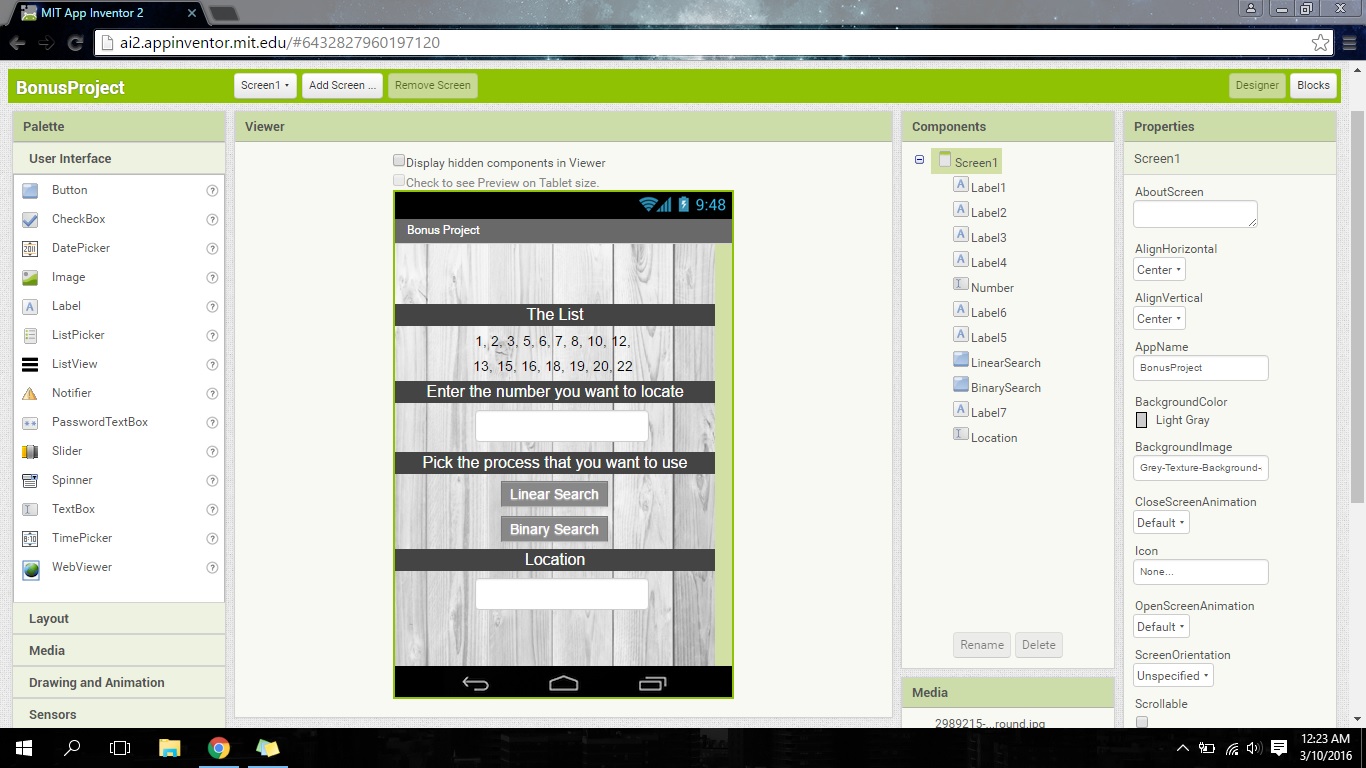 MIT App Inventor 2
ai2.appinventor.mit.edu/#6432827960197120
BonusProject
Screen1
Add Screen ...
Remove Screen
Designer
Blocks
Palette
User Interface
Button
CheckBox
DatePicker
Image
Label
ListPicker
ListView
Notifier
PasswordTextBox
Slider
Spinner
TextBox
TimePicker
WebViewer
Layout
Media
Drawing and Animation
Sensors
Viewer
Display hidden components in Viewer
Check to see Preview on Tablet size.
9:48
Bonus Project
The List
1, 2, 3, 5, 6, 7, 8, 10, 12,
13, 15, 16, 18, 19, 20, 22
Enter the number you want to locate
Pick the process that you want to use
Linear Search
Binary Search
Location
Components
Screen1
Label1
Label2
Label3
Label4
Number
Label6
Label5
LinearSearch
BinarySearch
Label7
Location
Rename
Delete
Media
2989215-...round.jpg
Properties
Screen1
AboutScreen
AlignHorizontal
Center
AlignVertical
Center
AppName
BonusProject
BackgroundColor
Light Gray
BackgroundImage
Grey-Texture-Background-
CloseScreenAnimation
Default
Icon
None...
OpenScreenAnimation
Default
ScreenOrientation
Unspecified
Scrollable
12:23 AM
3/10/2016